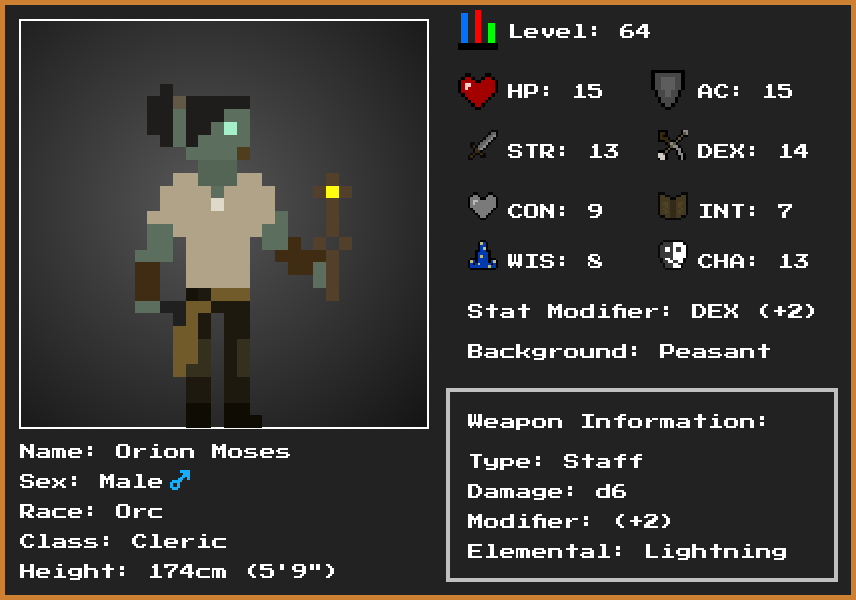 Level: 64
HP: 15 AC: 15
STR: 13 DEX: 14
CON: 9 INT: 7
WIS: 8 CHA: 13
Stat Modifier: DEX (+2)
Background: Peasant
Weapon Information:
Type: Staff
Damage: d6
Modifier: (+2)
Elemental: Lightning
Name: Orion Moses
Sex: Male♂
Race: Orc
Class: Cleric
Height: 174cm (5'9")